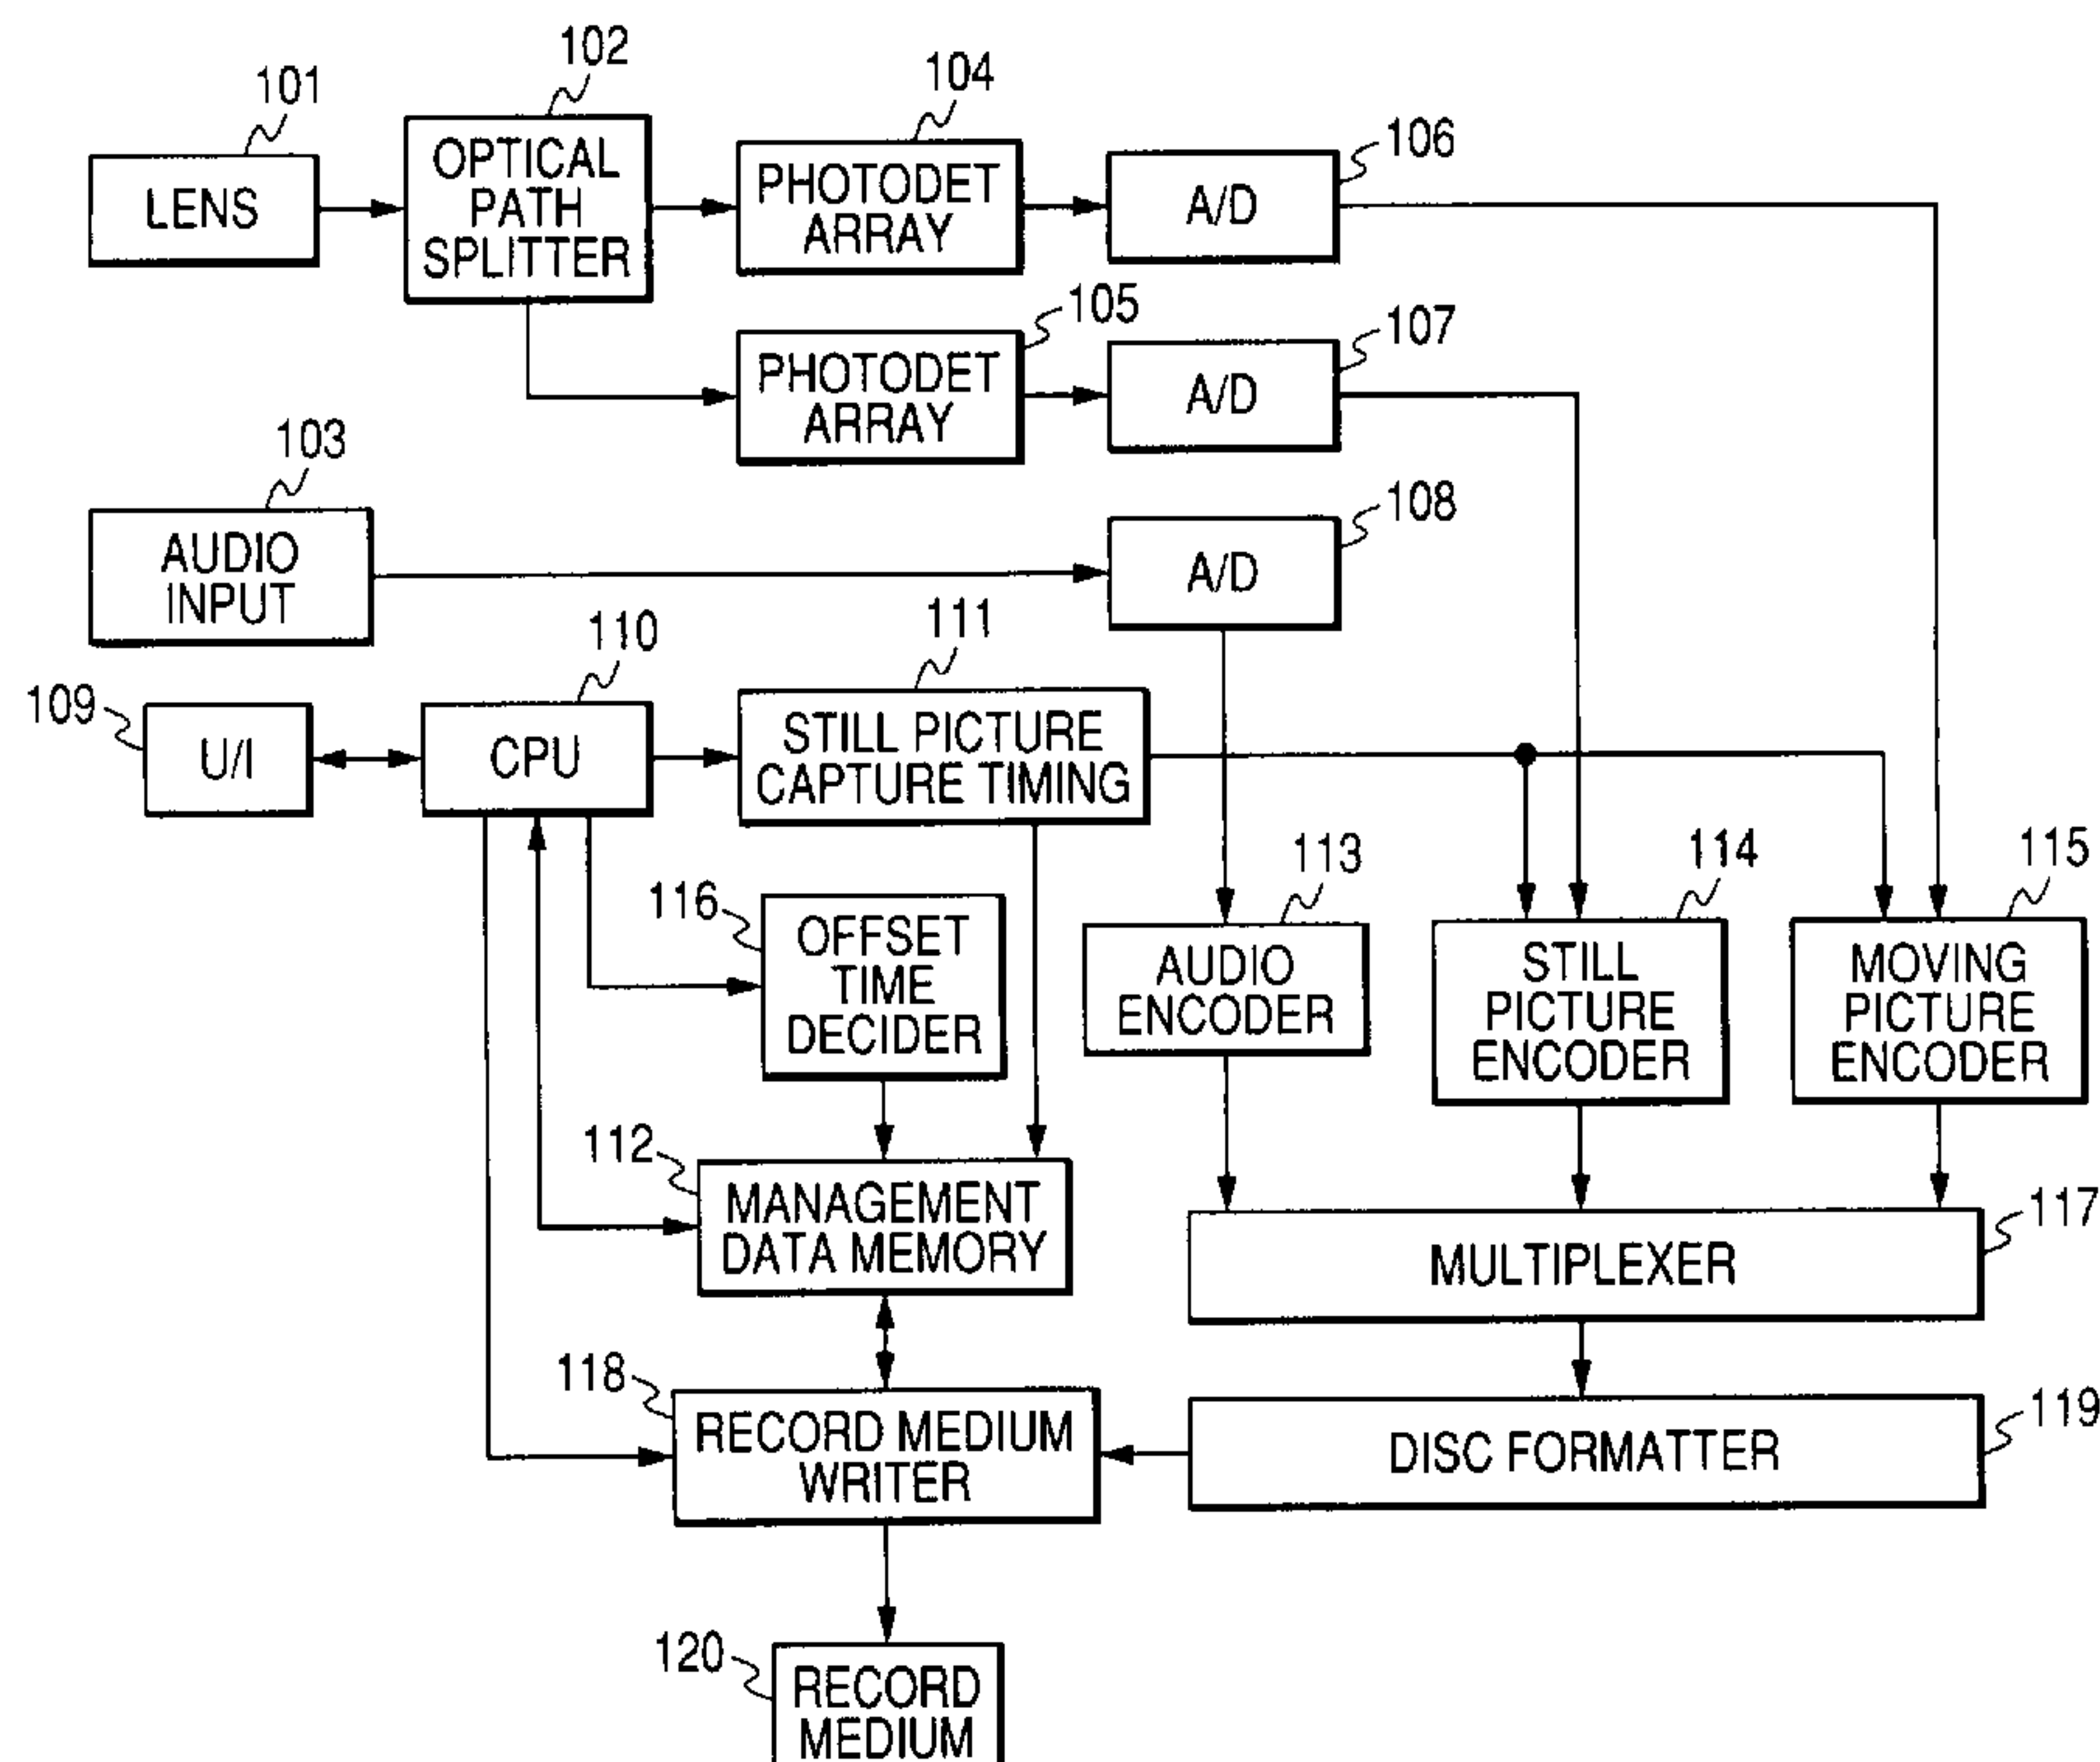 102
104
101
106
OPTICAL
PATH
SPLITTER
PHOTODET
ARRAY
A/D
LENS
105
107
PHOTODET
ARRAY
A/D
103
108
AUDIO
INPUT
A/D
110
111
109
U/I
CPU
STILL PICTURE
CAPTURE TIMING
113
114
115
116
OFFSET
TIME
DECIDER
AUDIO
ENCODER
STILL
PICTURE
ENCODER
MOVING
PICTURE
ENCODER
112
MANAGEMENT
DATA MEMORY
117
MULTIPLEXER
118
RECORD MEDIUM
WRITER
119
DISC FORMATTER
120
RECORD
MEDIUM